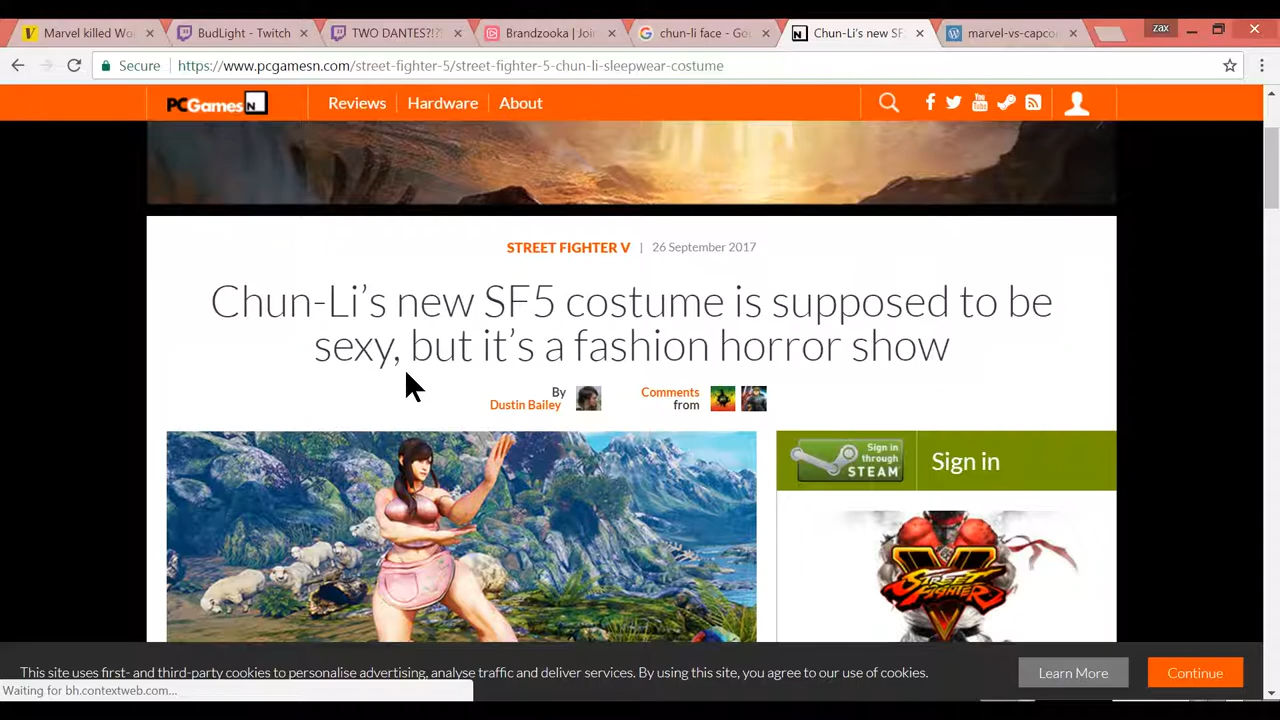 Marvel killed Wo
BudLight - Twitch
TWO DANTES?!?
Brandzooka | Join
chun-li face - Goo
Chun-Li's new SF
marvel-vs-capco
zax
Secure
https://www.pcgamesn.com/street-fighter-5/street-fighter-5-chun-li-sleepwear-costume
PCGamesN
Reviews
Hardware
About
STREET FIGHTER V | 26 September 2017
Chun-Li's new SF5 costume is supposed to be
sexy, but it's a fashion horror show
By
Dustin Bailey
Comments
from
Sign in
through
STEAM
Sign in
V
STREET FIGHTER
This site uses first- and third-party cookies to personalise advertising, analyse traffic and deliver services. By using this site, you agree to our use of cookies.
Learn More
Continue
Waiting for bh.contextweb.com...